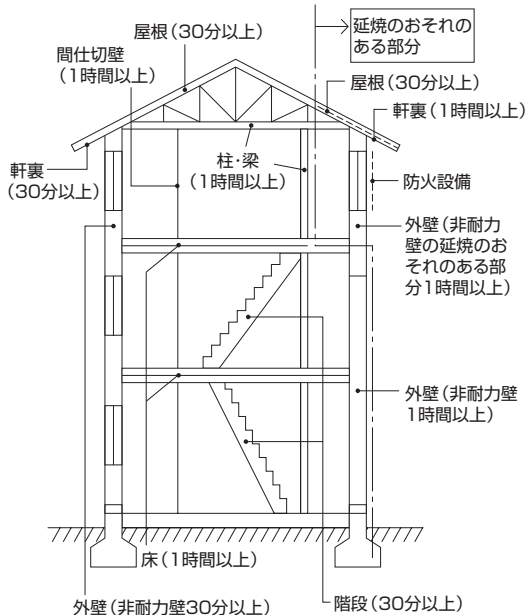 延焼のおそれの
ある部分
屋根(30分以上)
間仕切壁
(1時間以上)
屋根(30分以上)
軒裏(1時間以上)
軒裏
(30分以上)
柱・梁
(1時間以上)
防火設備
外壁(非耐力
壁の延焼のお
それのある部
分1時間以上)
外壁(非耐力壁
1時間以上)
床(1時間以上)
外壁(非耐力壁30分以上)
階段(30分以上)